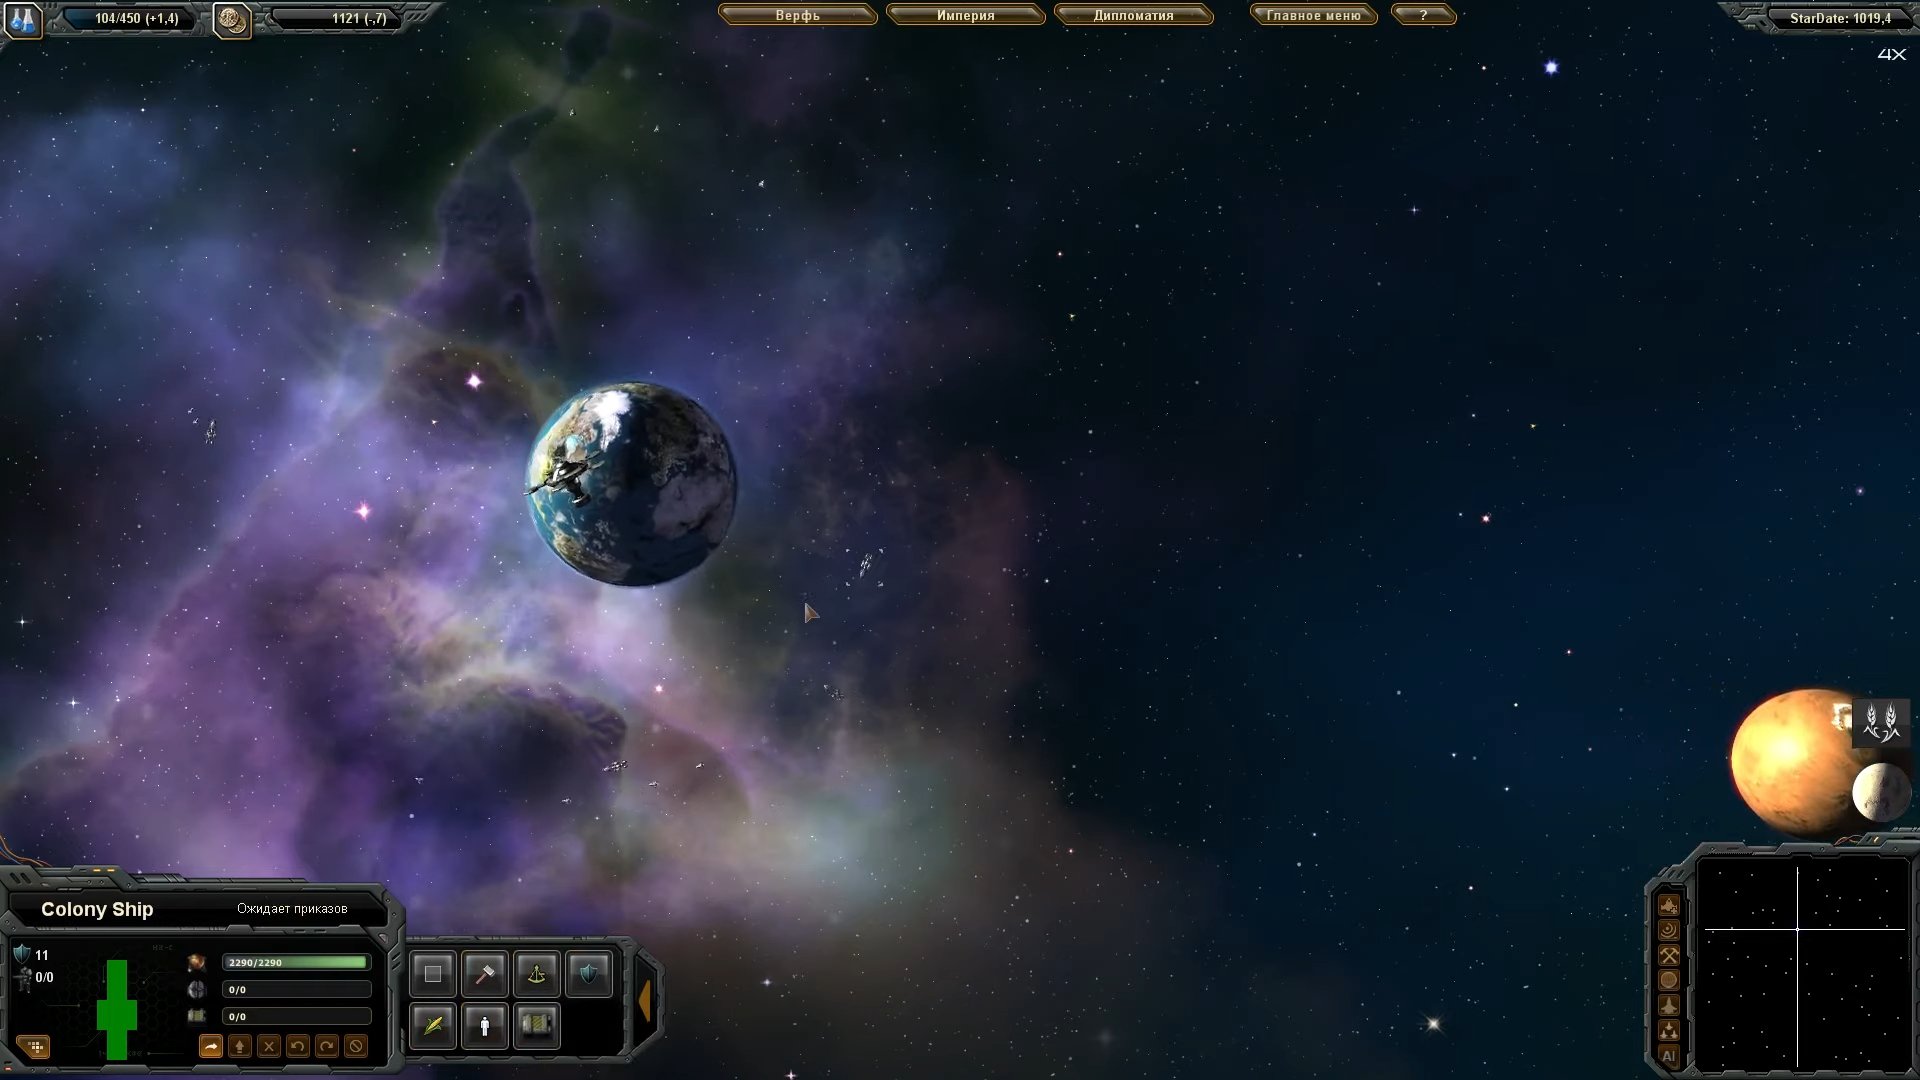 104/450 (+1,4)
1121 (-,7)
Верфь
Империя
Дипломатия
Главное меню
?
StarDate: 1019,4
4X
Colony Ship
Ожидает приказов
11
0/0
2290/2290
0/0
0/0
AI